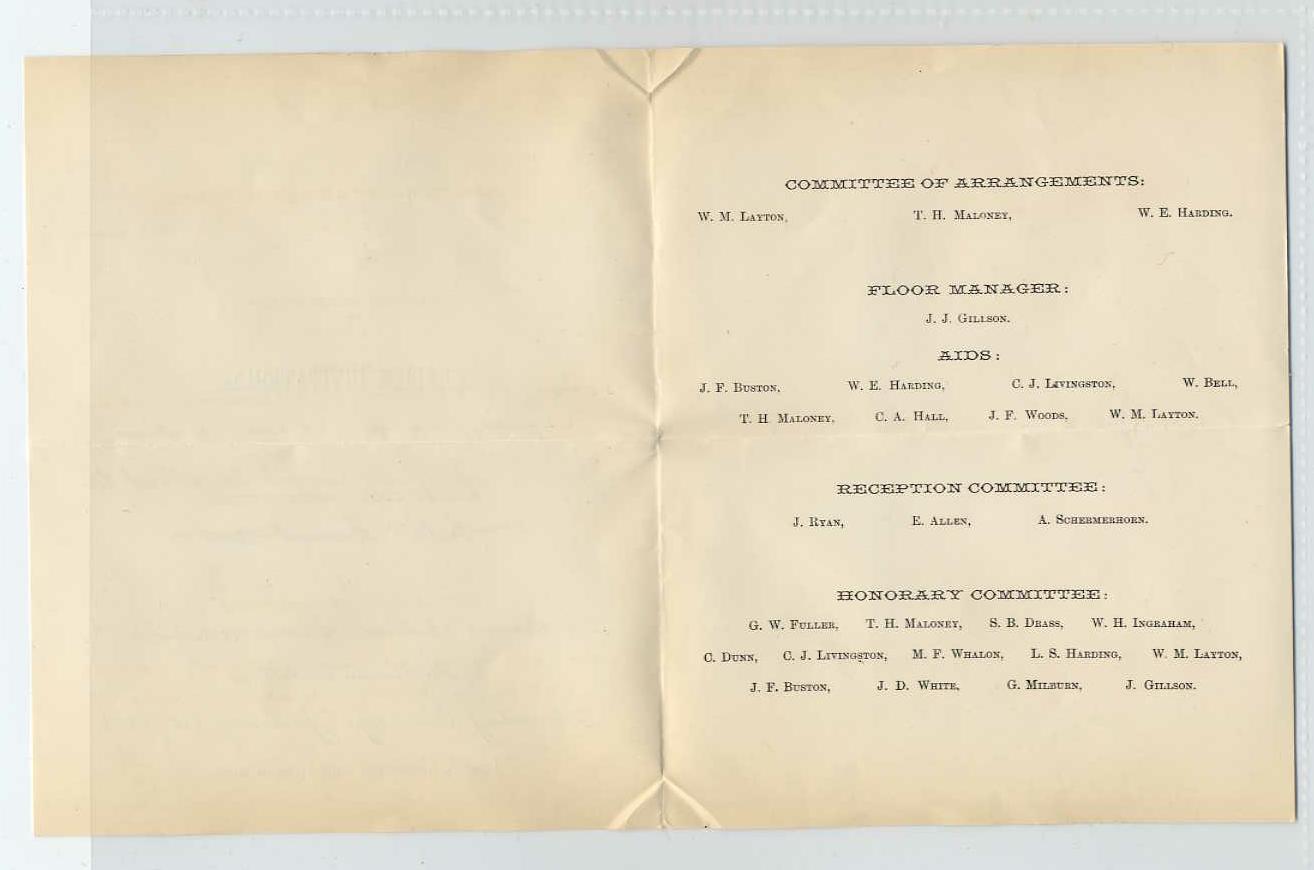 COMMITTEE OF ARRANGEMENTS:
W. M. LAYTON, T. H. MALONEY, W. E. HARDING.
FLOOR MANAGER:
J. J. GILLSON.
AIDS:
J. F. BUSTON, W. E. HARDING, C. J. LIVINGSTON, W. BELL,
T. H. MALONEY, C. A. HALL, J. F. WOODS, W. M. LAYTON.
RECEPTION COMMITTEE:
J. RYAN, E. ALLEN, A. SCHERMERHORN.
HONORARY COMMITTEE:
G. W. FULLER, T. H. MALONEY, S. B. DRASS, W. H. INGRAHAM,
C. DUNN, C. J. LIVINGSTON, M. F. WHALON, L. S. HARDING, W. M. LAYTON,
J. F. BUSTON, J. D. WHITE, G. MILBURN, J. GILLSON.